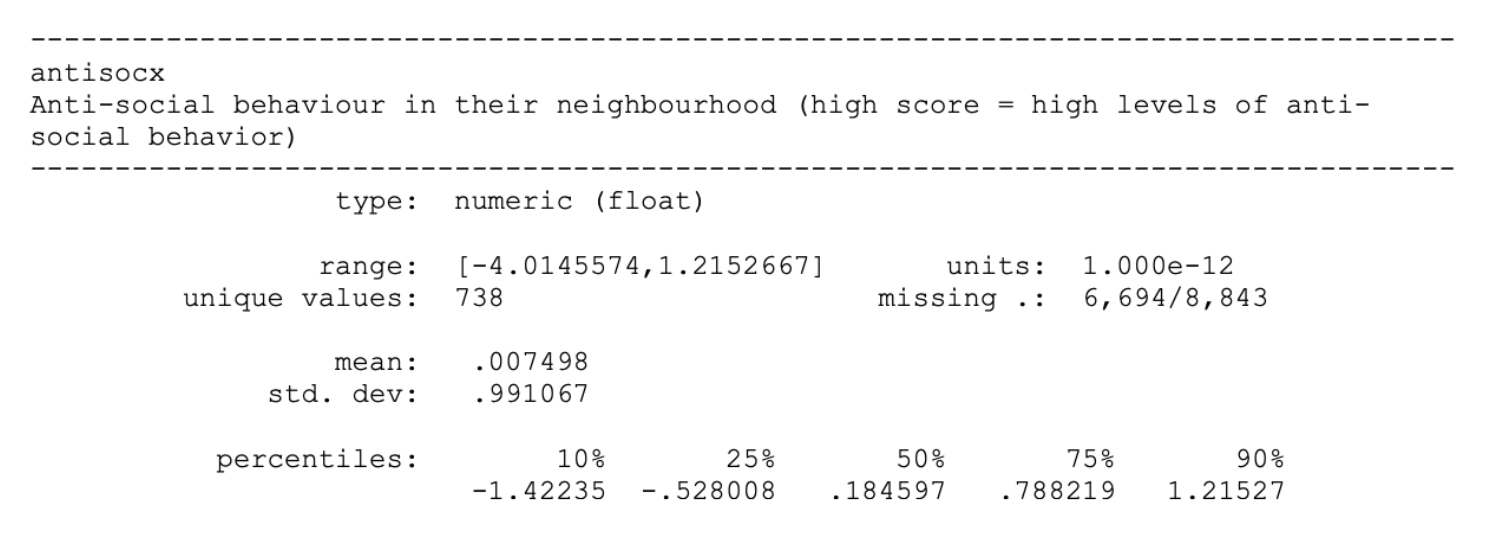 --------------------------------------------------------------------------------------
antisocx
Anti-social behaviour in their neighbourhood (high score = high levels of anti-
social behavior)
--------------------------------------------------------------------------------------
type: numeric (float)
range: [-4.0145574,1.2152667] units: 1.000e-12
unique values: 738 missing .: 6,694/8,843
mean: .007498
std. dev: .991067
percentiles: 10% 25% 50% 75% 90%
-1.42235 -.528008 .184597 .788219 1.21527